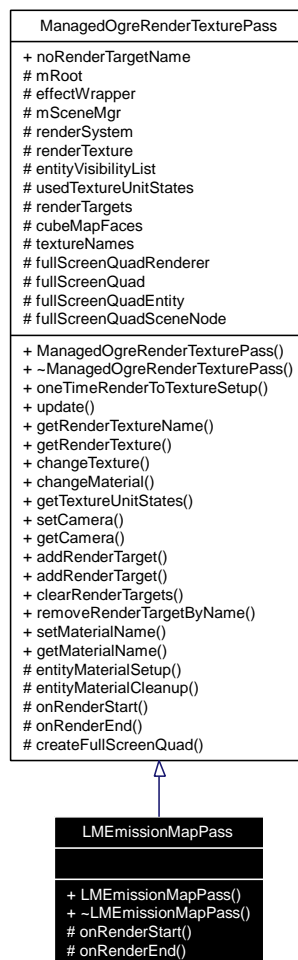 ManagedOgreRenderTexturePass
+ noRenderTargetName
# mRoot
# effectWrapper
# mSceneMgr
# renderSystem
# renderTexture
# entityVisibilityList
# usedTextureUnitStates
# renderTargets
# cubeMapFaces
# textureNames
# fullScreenQuadRenderer
# fullScreenQuad
# fullScreenQuadEntity
# fullScreenQuadSceneNode
+ ManagedOgreRenderTexturePass()
+ ~ManagedOgreRenderTexturePass()
+ oneTimeRenderToTextureSetup()
+ update()
+ getRenderTextureName()
+ getRenderTexture()
+ changeTexture()
+ changeMaterial()
+ getTextureUnitStates()
+ setCamera()
+ getCamera()
+ addRenderTarget()
+ addRenderTarget()
+ clearRenderTargets()
+ removeRenderTargetByName()
+ setMaterialName()
+ getMaterialName()
# entityMaterialSetup()
# entityMaterialCleanup()
# onRenderStart()
# onRenderEnd()
# createFullScreenQuad()
LMEmissionMapPass
+ LMEmissionMapPass()
+ ~LMEmissionMapPass()
# onRenderStart()
# onRenderEnd()